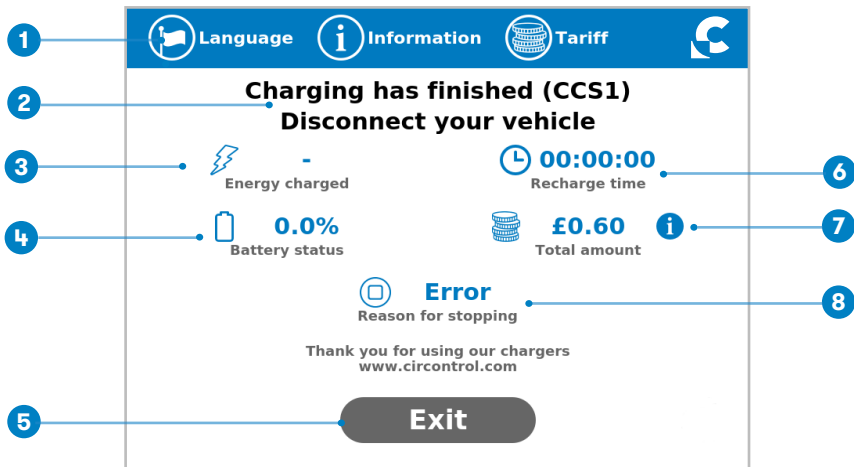 1 Language Information Tariff
2 Charging has finished (CCS1)
Disconnect your vehicle
3 - 00:00:00 6
Energy charged Recharge time
4 0.0% £0.60 i 7
Battery status Total amount
Error 8
Reason for stopping
Thank you for using our chargers
www.circontrol.com
5 Exit